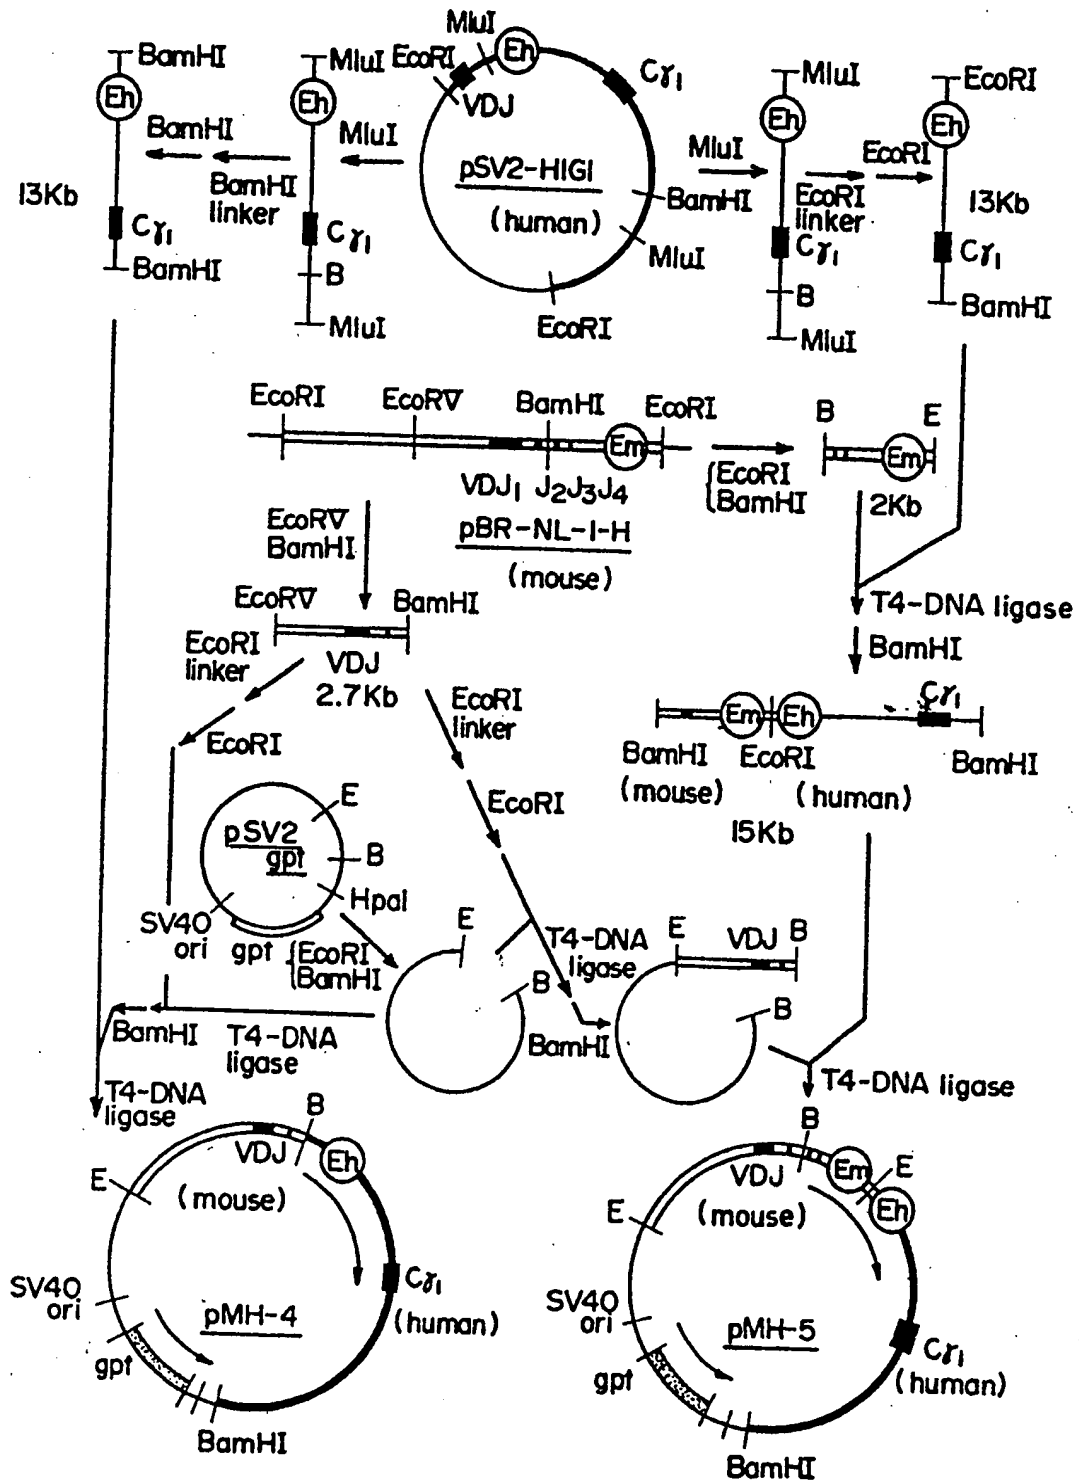 MluI
EcoRI
Eh
VDJ
Cγ1
pSV2-HIGI
(human)
BamHI
MluI
EcoRI
BamHI
Eh
13Kb
Cγ1
BamHI
BamHI
BamHI
linker
MluI
Eh
Cγ1
B
MluI
MluI
MluI
MluI
Eh
Cγ1
B
MluI
EcoRI
linker
EcoRI
EcoRI
Eh
13Kb
Cγ1
BamHI
EcoRI
EcoRV
BamHI
EcoRI
Em
VDJ1 J2J3J4
pBR-NL-I-H
(mouse)
{EcoRI
BamHI
B
E
Em
2Kb
EcoRV
BamHI
EcoRV
BamHI
VDJ
2.7Kb
EcoRI
linker
EcoRI
EcoRI
linker
EcoRI
T4-DNA ligase
BamHI
Em
Eh
Cγ1
BamHI
EcoRI
BamHI
(mouse)
(human)
15Kb
pSV2
gpt
E
B
HpaI
SV40
ori
gpt
{EcoRI
BamHI
E
B
T4-DNA
ligase
BamHI
E
VDJ
B
B
BamHI
T4-DNA
ligase
T4-DNA
ligase
T4-DNA ligase
B
VDJ
Eh
E
(mouse)
SV40
ori
pMH-4
Cγ1
(human)
gpt
BamHI
B
VDJ
Em
E
Eh
E
(mouse)
SV40
ori
pMH-5
Cγ1
(human)
gpt
BamHI